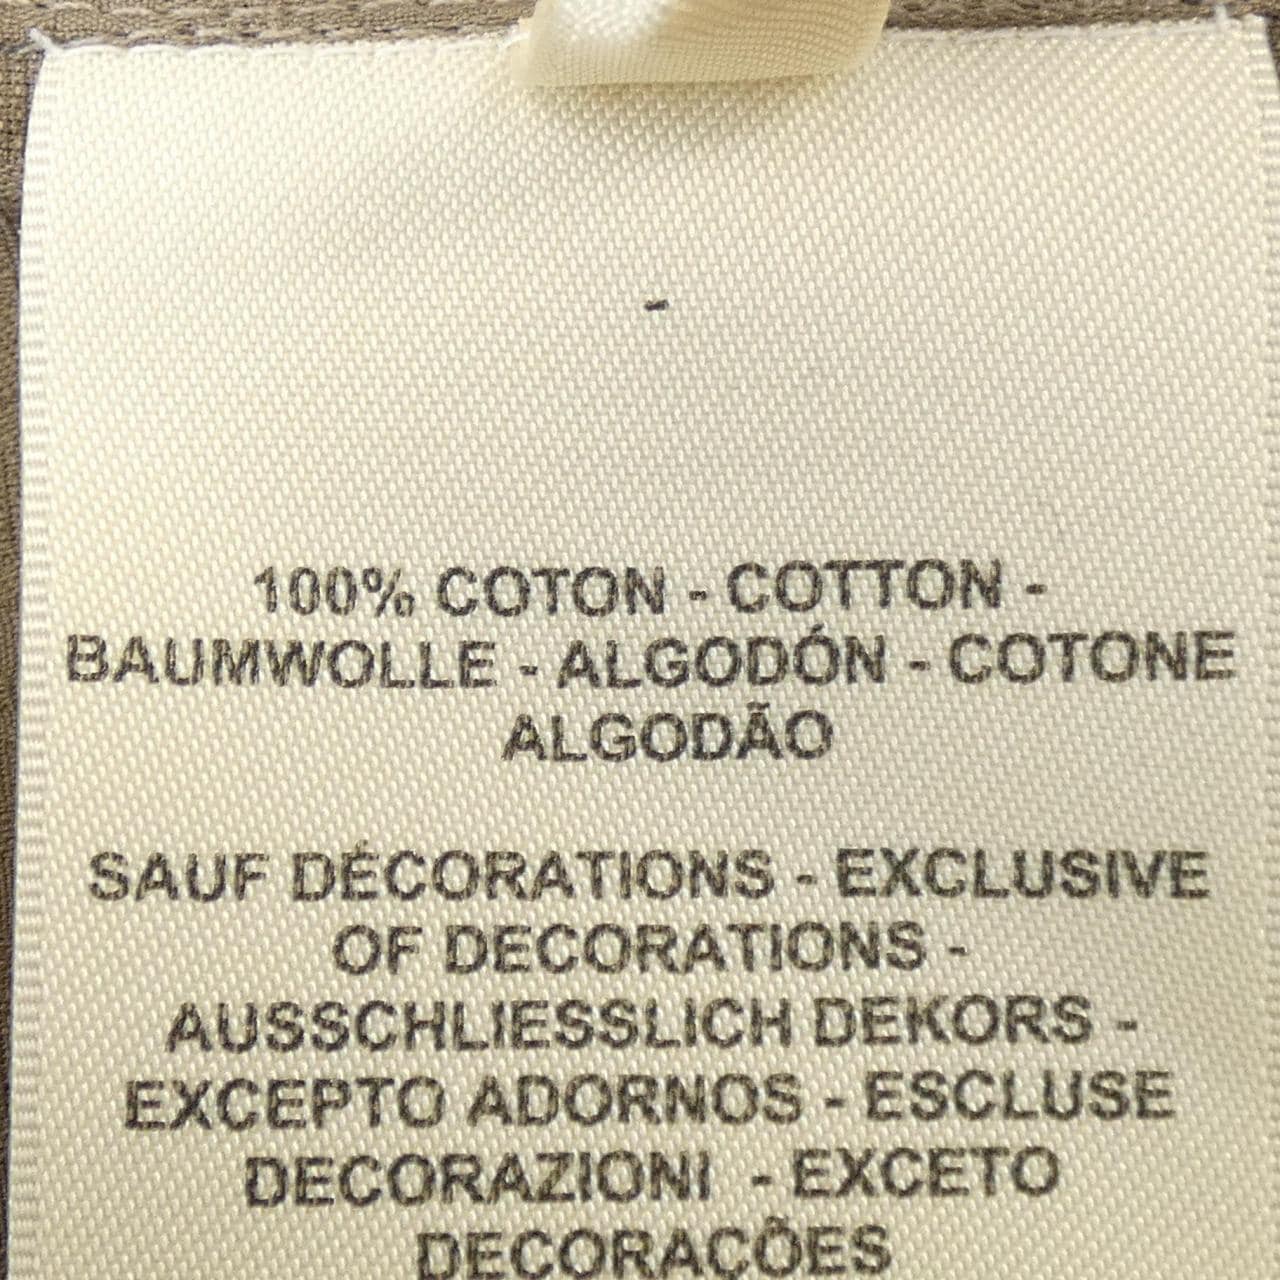 -
100% COTON - COTTON -
BAUMWOLLE - ALGODÓN - COTONE
ALGODÃO
SAUF DÉCORATIONS - EXCLUSIVE
OF DECORATIONS -
AUSSCHLIESSLICH DEKORS -
EXCEPTO ADORNOS - ESCLUSE
DECORAZIONI - EXCETO
DECORAÇÕES